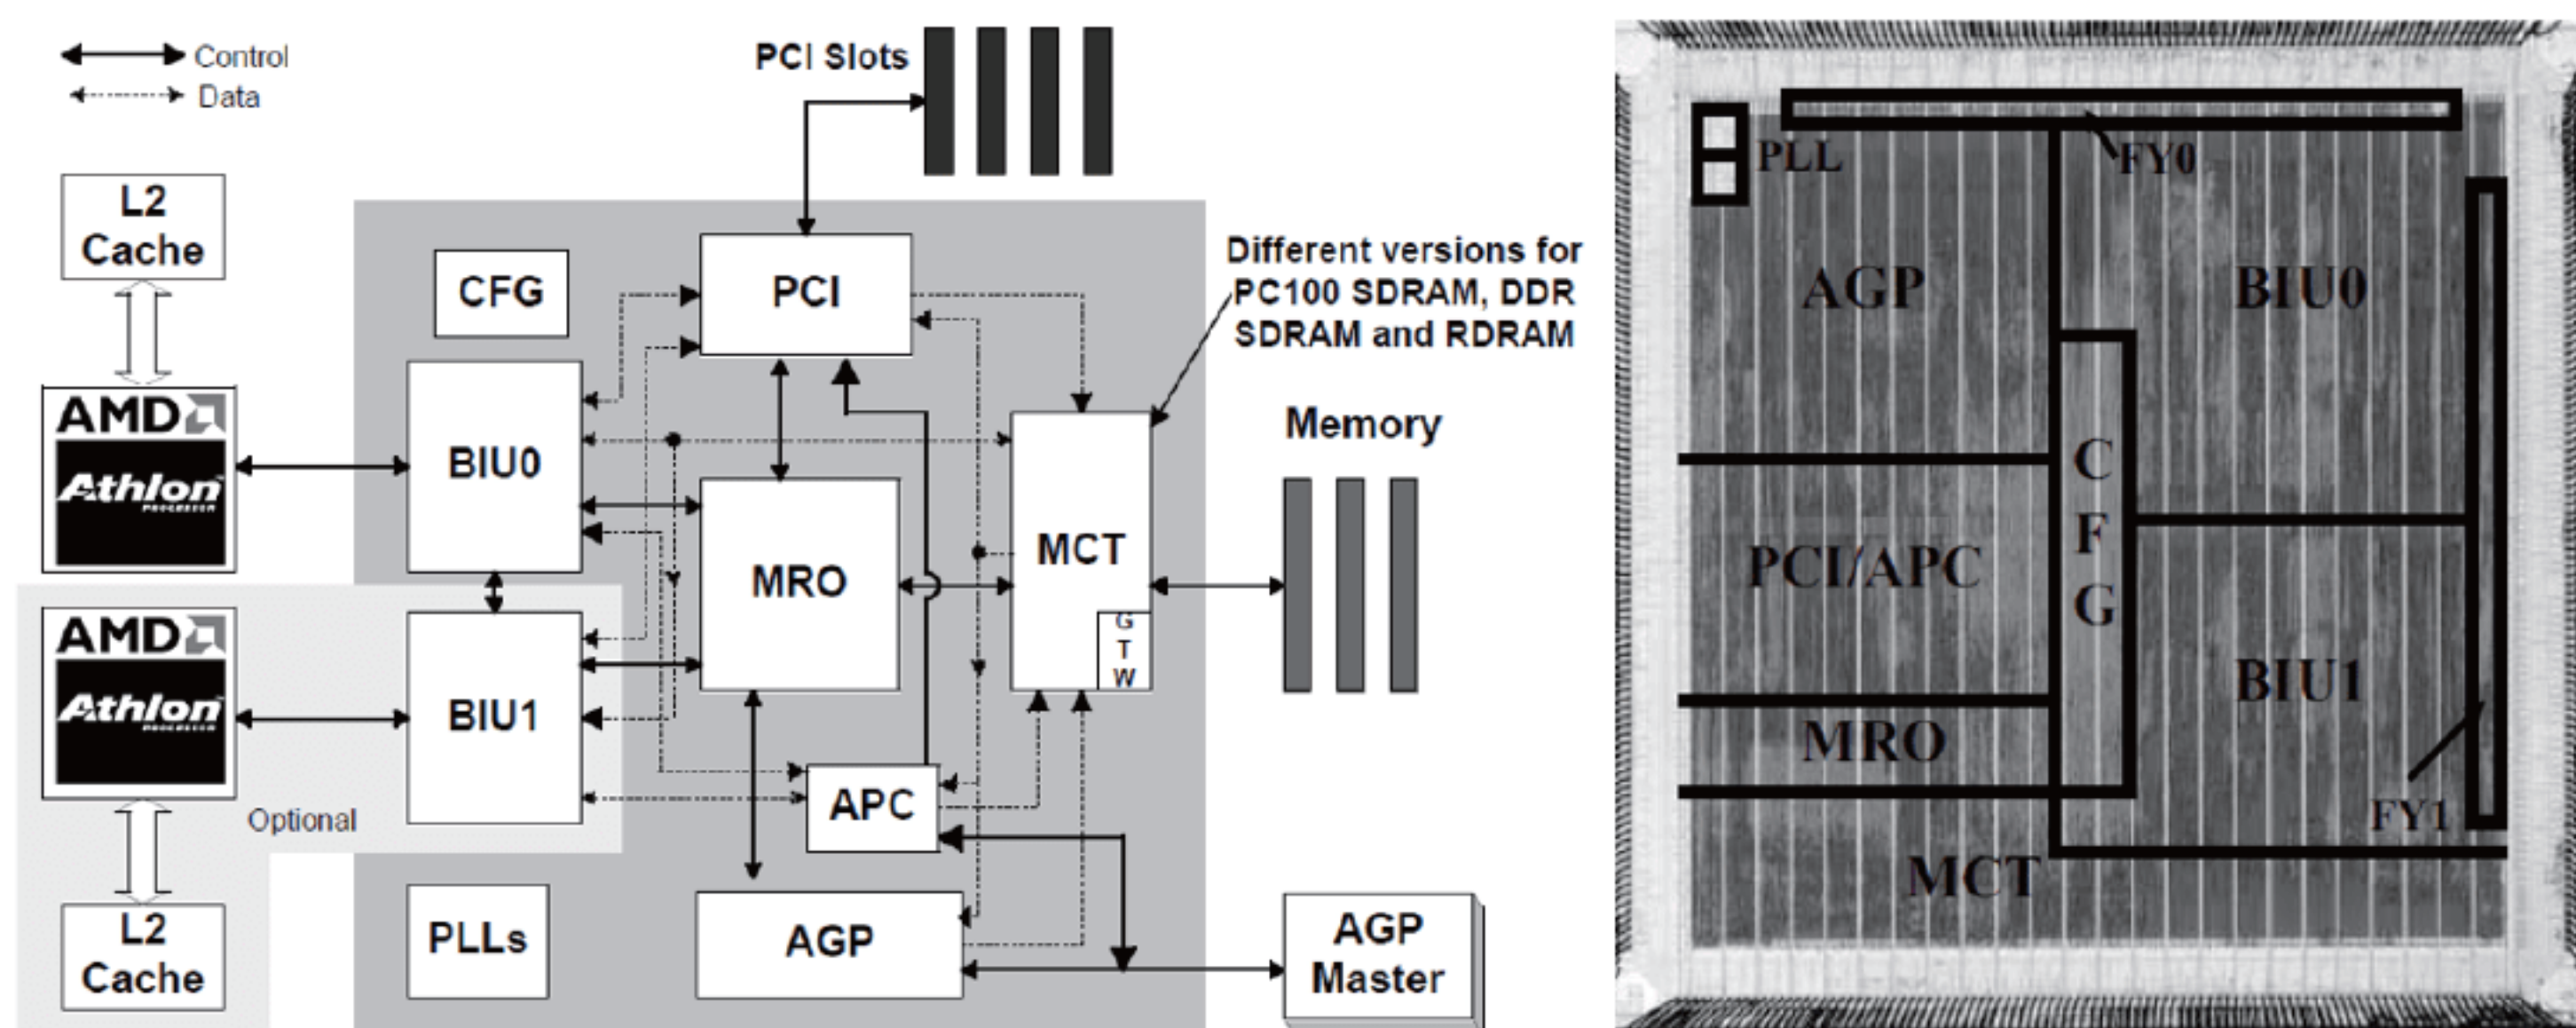 Control
Data
PCI Slots
L2
Cache
CFG
PCI
Different versions for
PC100 SDRAM, DDR
SDRAM and RDRAM
AMD
Athlon
PROCESSOR
BIU0
Memory
MRO
MCT
G
T
W
AMD
Athlon
PROCESSOR
BIU1
Optional
APC
L2
Cache
PLLs
AGP
AGP
Master
PLL
FY0
AGP
BIU0
C
F
G
PCI/APC
BIU1
MRO
FY1
MCT